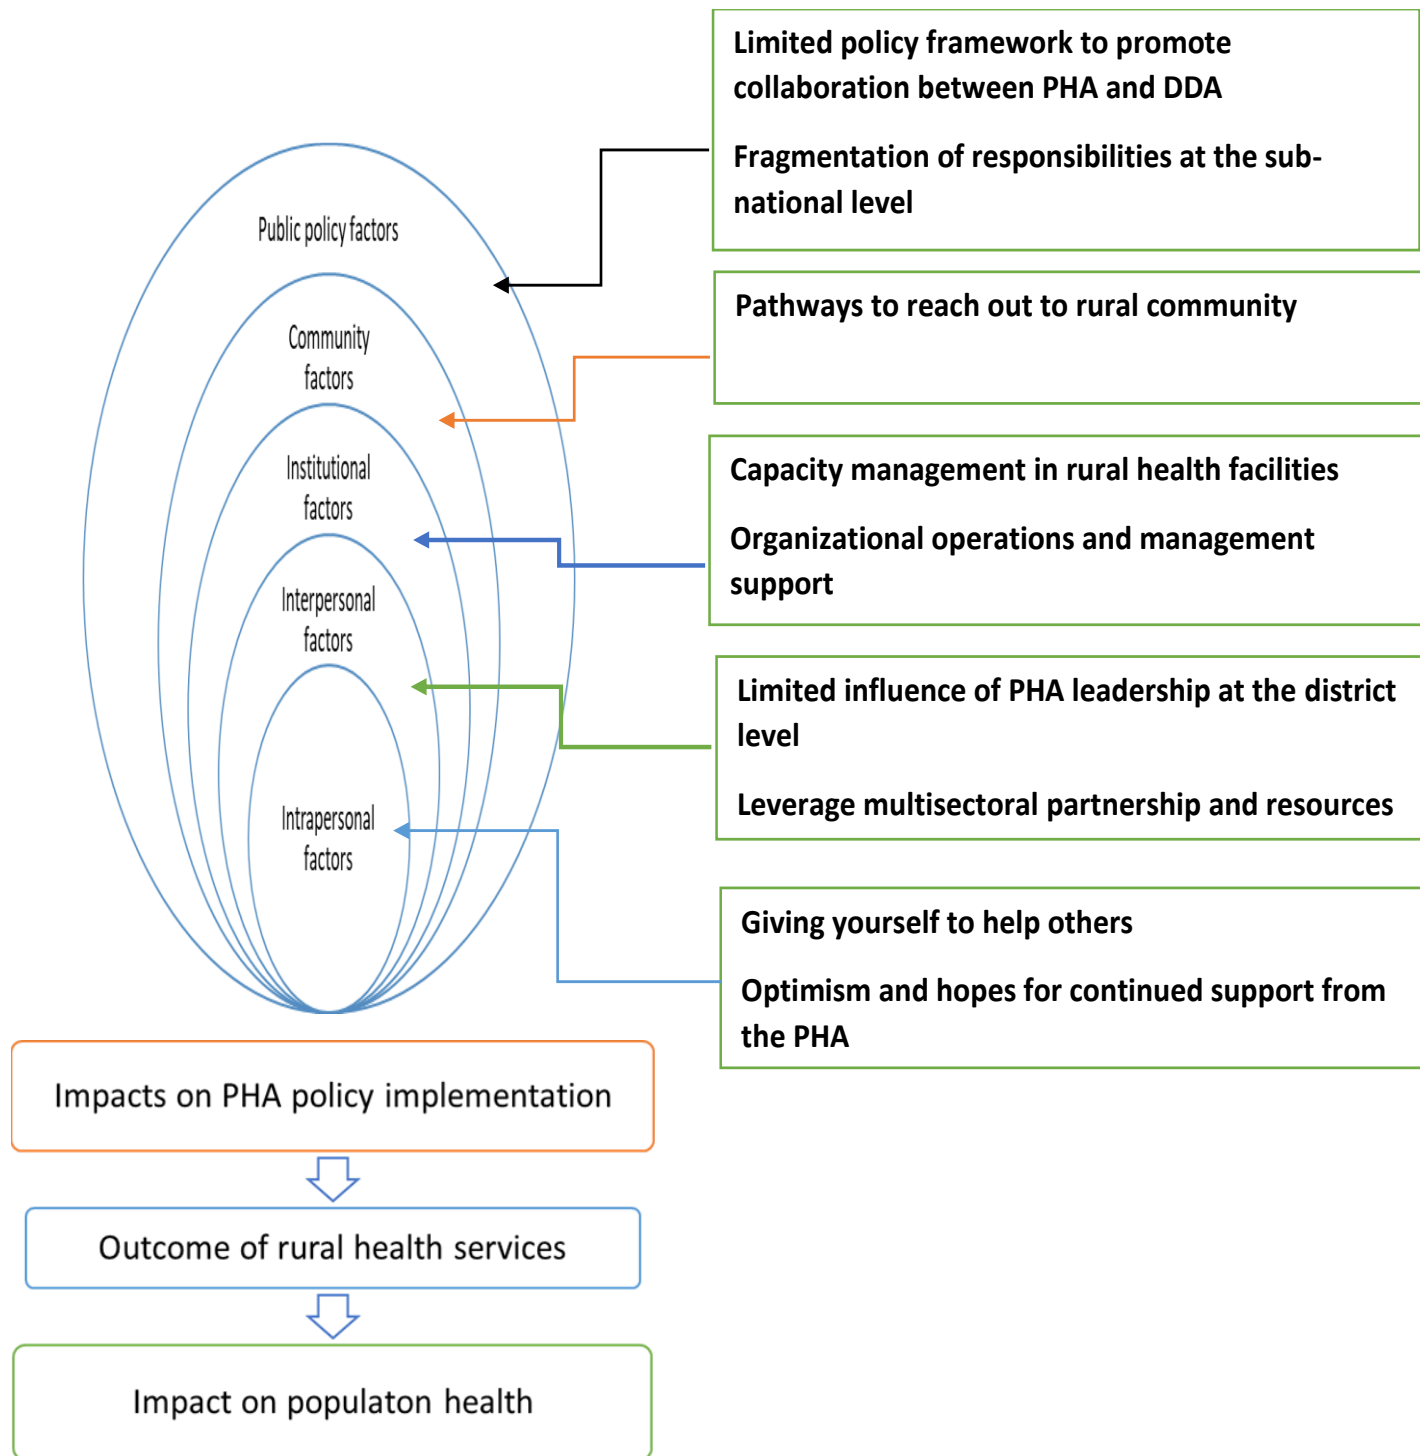 Limited policy framework to promote
collaboration between PHA and DDA
Fragmentation of responsibilities at the sub-
national level
Public policy factors
Pathways to reach out to rural community
Community
factors
Capacity management in rural health facilities
Organizational operations and management
support
Institutional
factors
Interpersonal
factors
Limited influence of PHA leadership at the district
level
Leverage multisectoral partnership and resources
Intrapersonal
factors
Giving yourself to help others
Optimism and hopes for continued support from
the PHA
Impacts on PHA policy implementation
Outcome of rural health services
Impact on populaton health